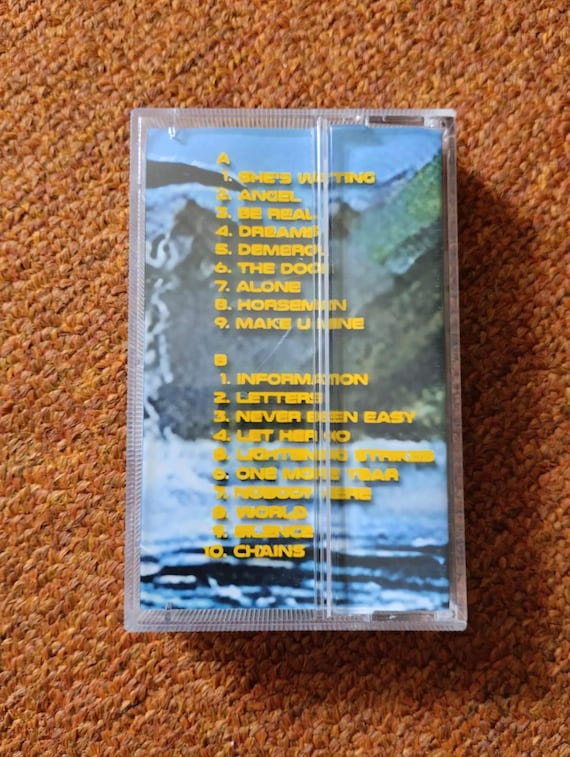 A
1. SHE'S WAITING
2. ANGEL
3. BE REAL
4. DREAMS
5. DEMEROL
6. THE DOOR
7. ALONE
8. HORSEMAN
9. MAKE U MINE
B
1. INFORMATION
2. LETTERS
3. NEVER BEEN EASY
4. LET HER GO
5. LIGHTENING STRIKES
6. ONE MORE YEAR
7. NOBODY HERE
8. WORLD
9. SILENCE
10. CHAINS